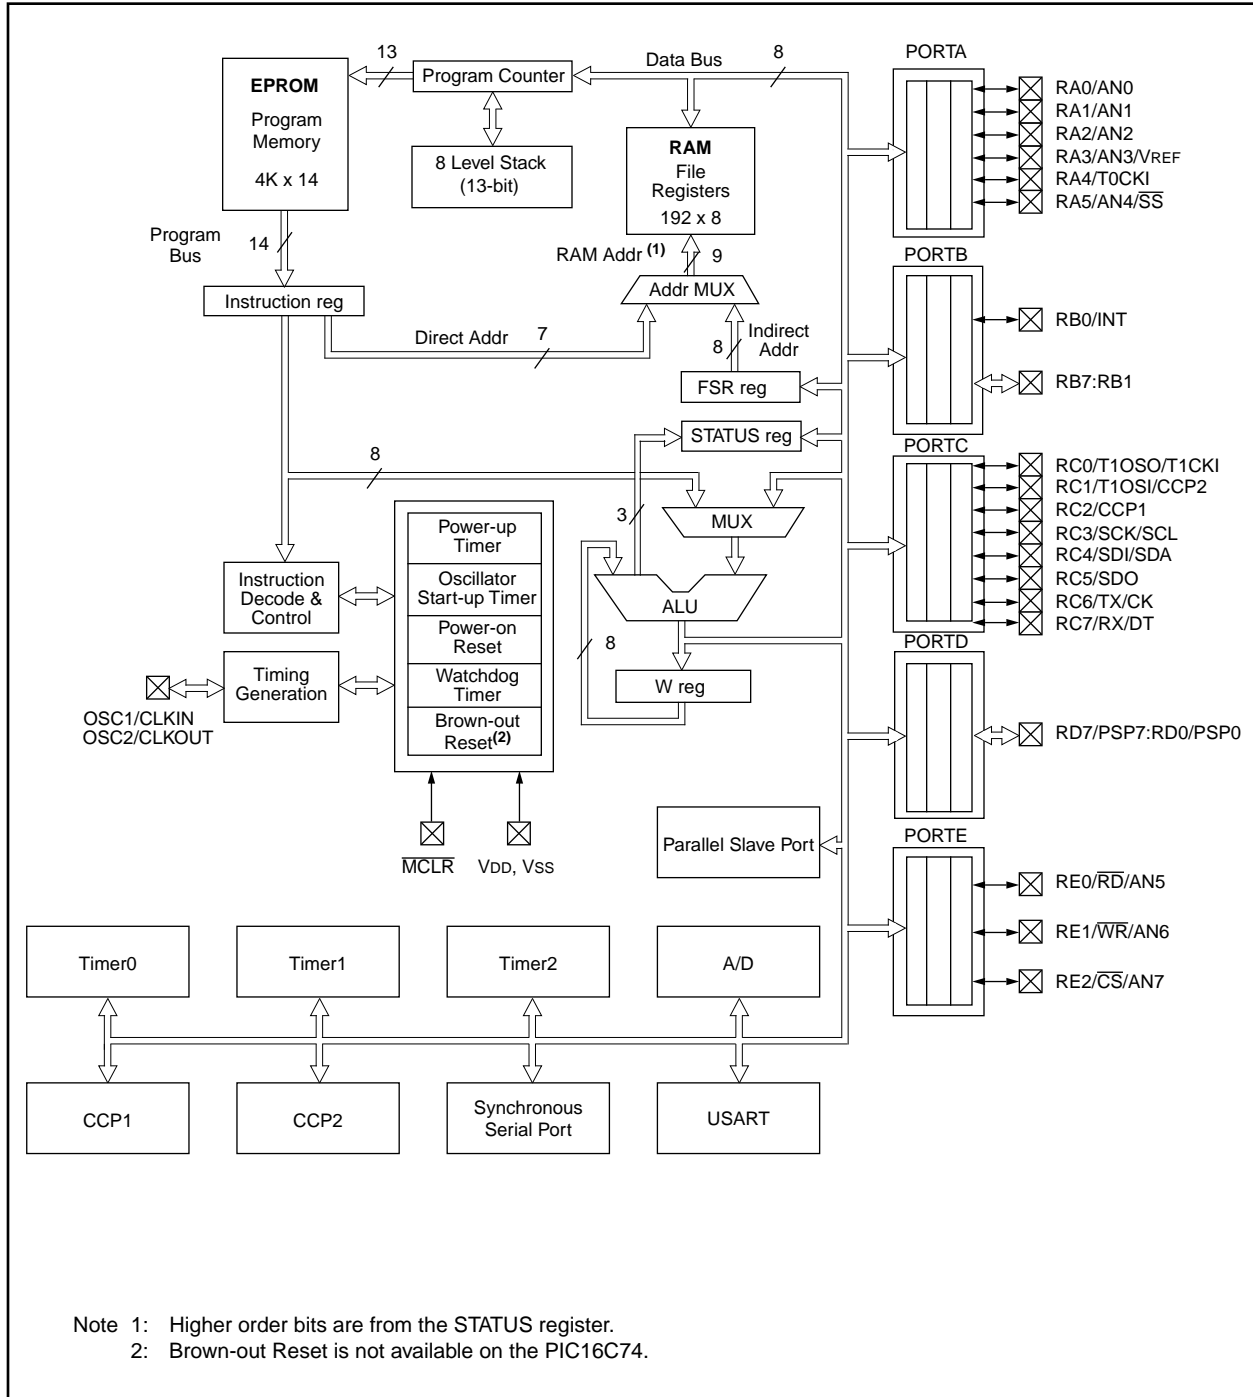 EPROM
Program
Memory
4K x 14
13
Program Counter
8 Level Stack
(13-bit)
Data Bus
8
RAM
File
Registers
192 x 8
Program
Bus
14
Instruction reg
RAM Addr (1)
9
Addr MUX
Direct Addr
7
8
Indirect
Addr
FSR reg
STATUS reg
8
3
MUX
ALU
8
W reg
Power-up
Timer
Oscillator
Start-up Timer
Power-on
Reset
Watchdog
Timer
Brown-out
Reset(2)
Instruction
Decode &
Control
Timing
Generation
OSC1/CLKIN
OSC2/CLKOUT
MCLR
VDD, VSS
Parallel Slave Port
PORTA
RA0/AN0
RA1/AN1
RA2/AN2
RA3/AN3/VREF
RA4/T0CKI
RA5/AN4/SS
PORTB
RB0/INT
RB7:RB1
PORTC
RC0/T1OSO/T1CKI
RC1/T1OSI/CCP2
RC2/CCP1
RC3/SCK/SCL
RC4/SDI/SDA
RC5/SDO
RC6/TX/CK
RC7/RX/DT
PORTD
RD7/PSP7:RD0/PSP0
PORTE
RE0/RD/AN5
RE1/WR/AN6
RE2/CS/AN7
Timer0
Timer1
Timer2
A/D
CCP1
CCP2
Synchronous
Serial Port
USART
Note 1: Higher order bits are from the STATUS register.
2: Brown-out Reset is not available on the PIC16C74.